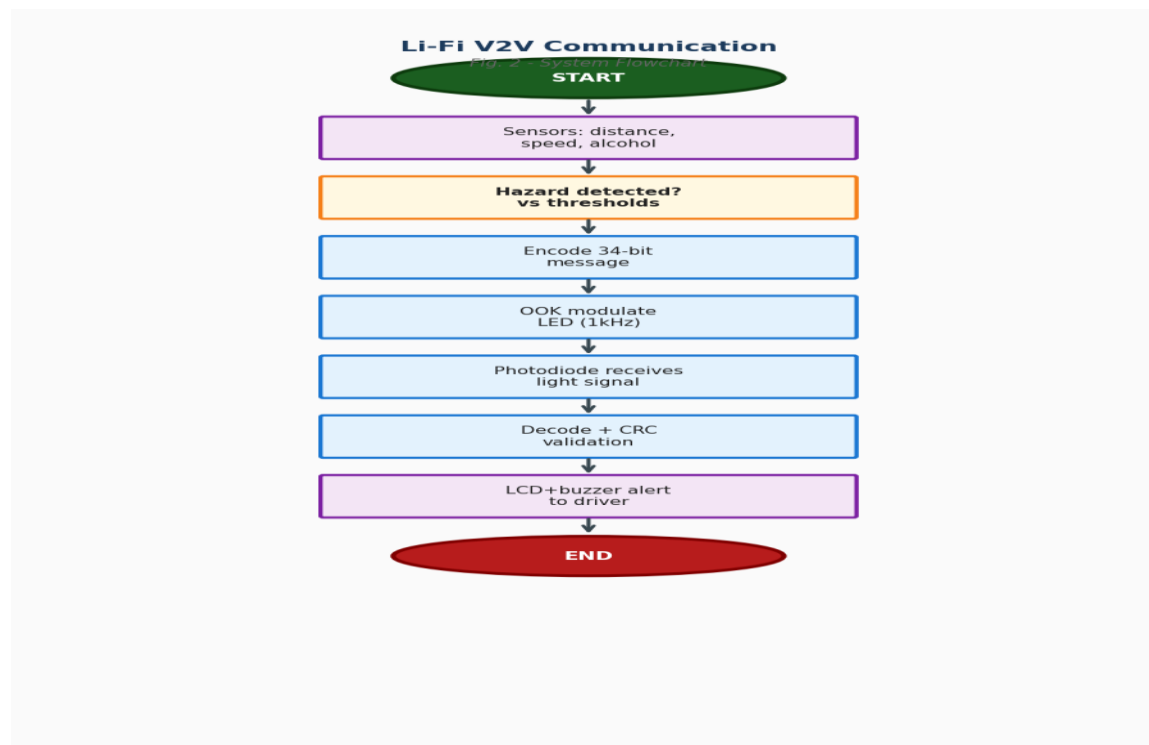 Li-Fi V2V Communication
Fig. 2 - System Flowchart
START
Sensors: distance,
speed, alcohol
Hazard detected?
vs thresholds
Encode 34-bit
message
OOK modulate
LED (1kHz)
Photodiode receives
light signal
Decode + CRC
validation
LCD+buzzer alert
to driver
END